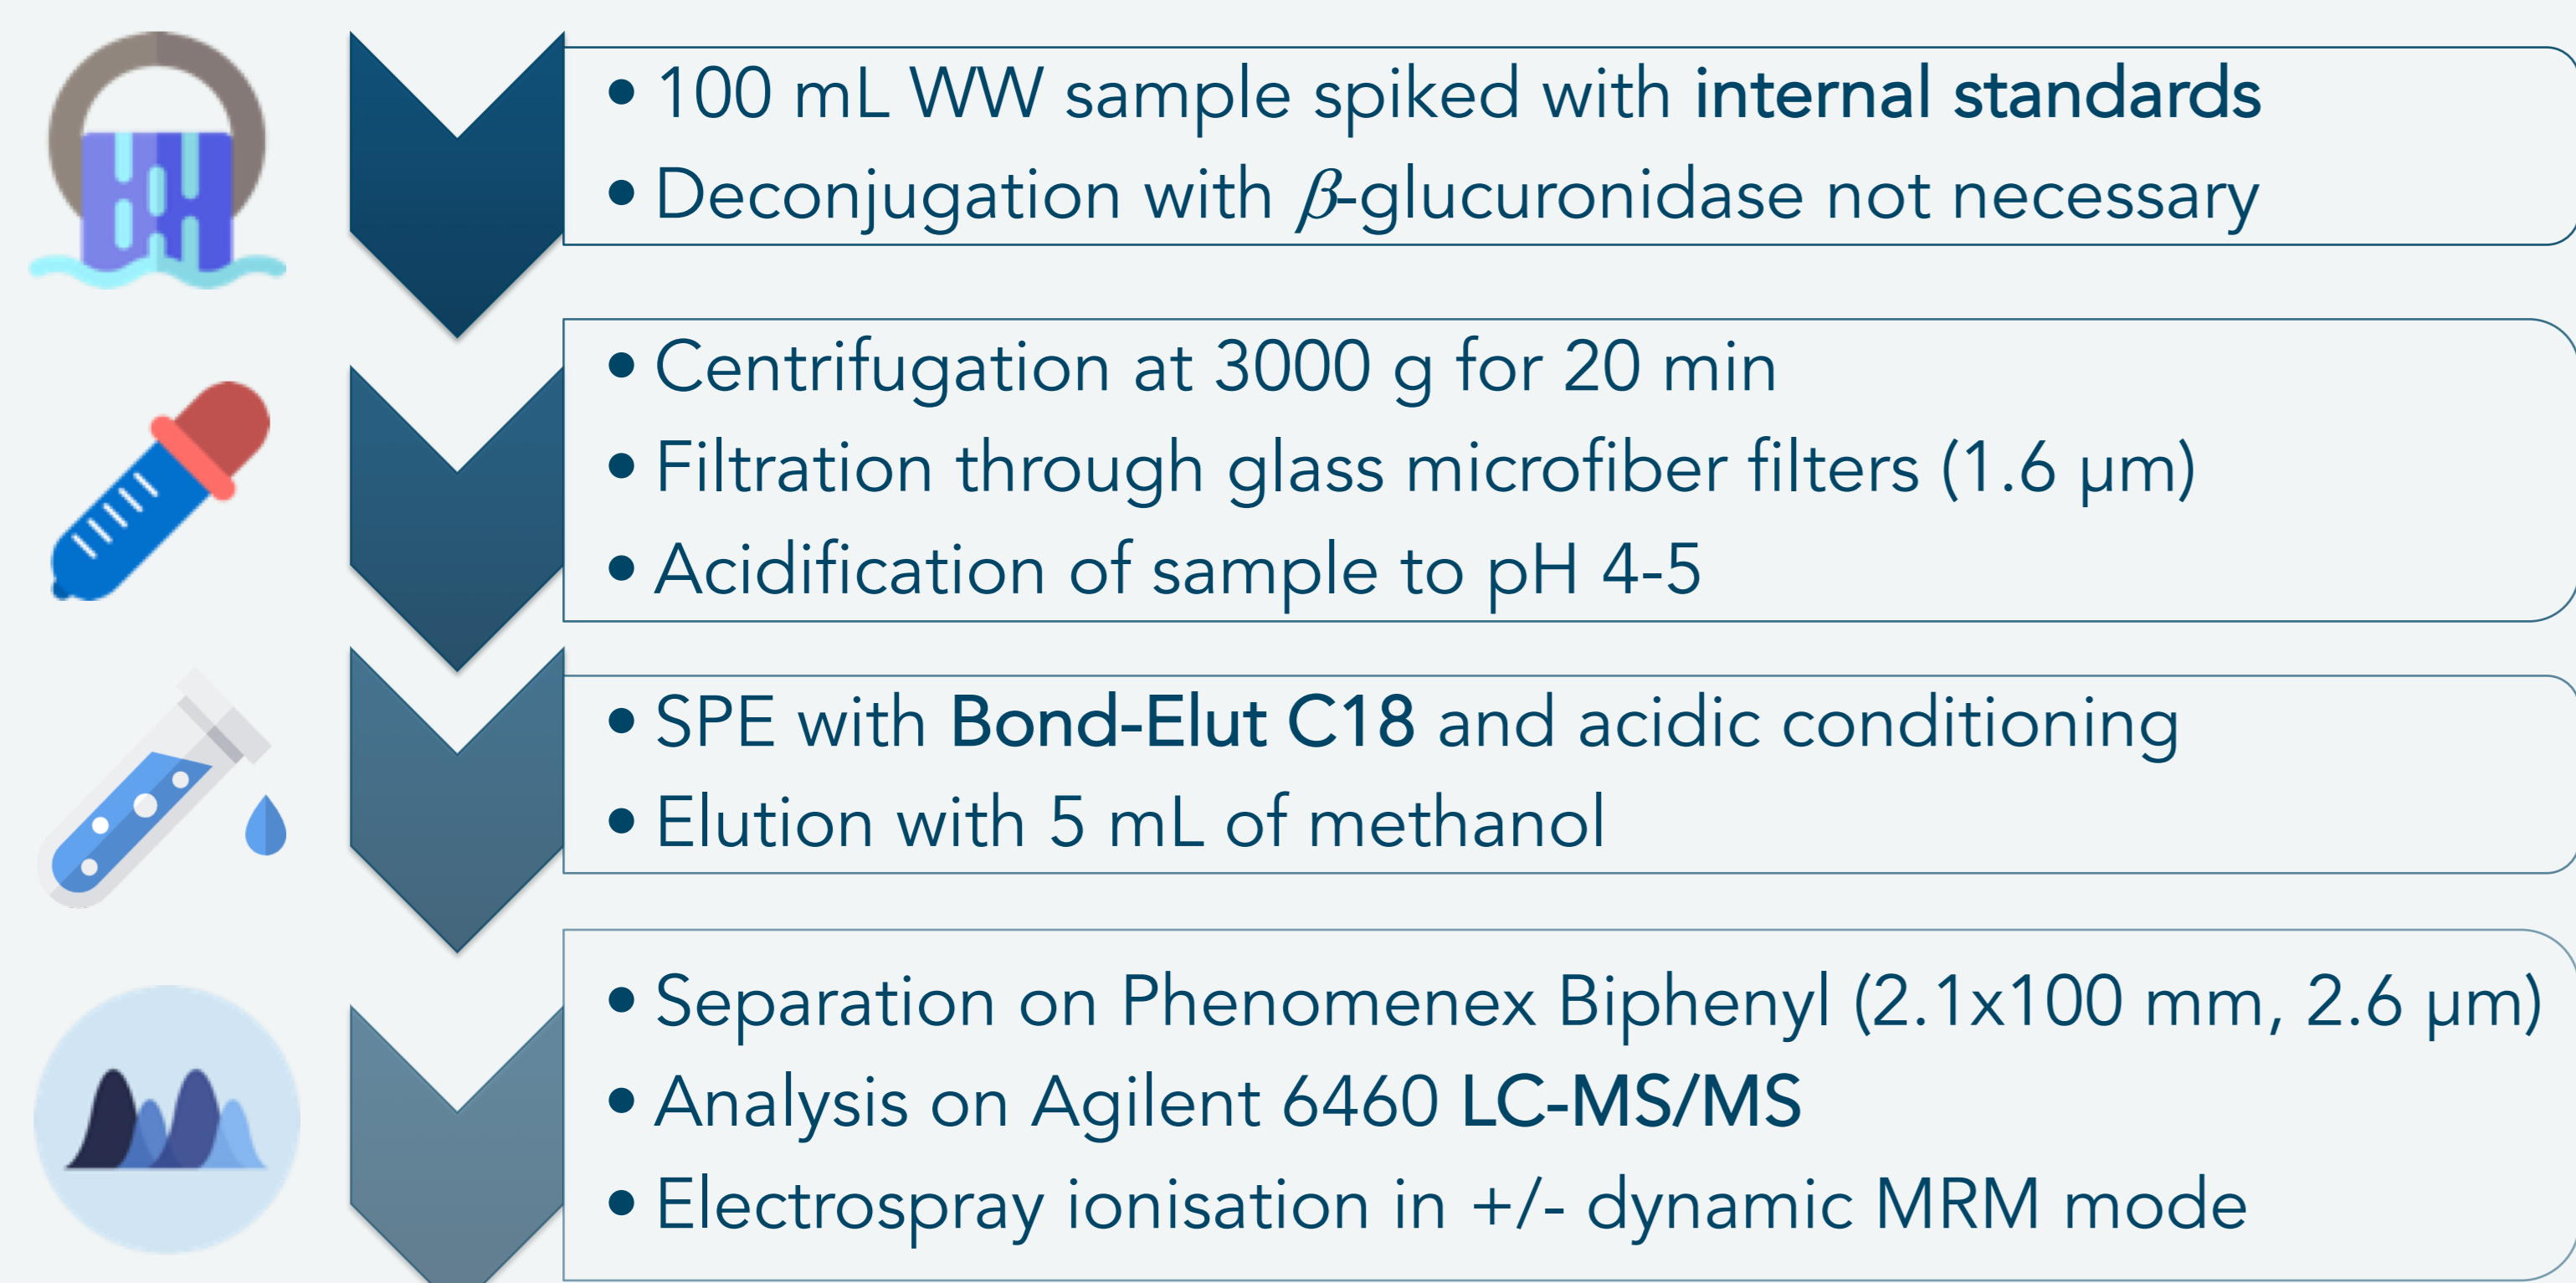 • 100 mL WW sample spiked with internal standards
• Deconjugation with β-glucuronidase not necessary
• Centrifugation at 3000 g for 20 min
• Filtration through glass microfiber filters (1.6 µm)
• Acidification of sample to pH 4-5
• SPE with Bond-Elut C18 and acidic conditioning
• Elution with 5 mL of methanol
• Separation on Phenomenex Biphenyl (2.1x100 mm, 2.6 µm)
• Analysis on Agilent 6460 LC-MS/MS
• Electrospray ionisation in +/- dynamic MRM mode